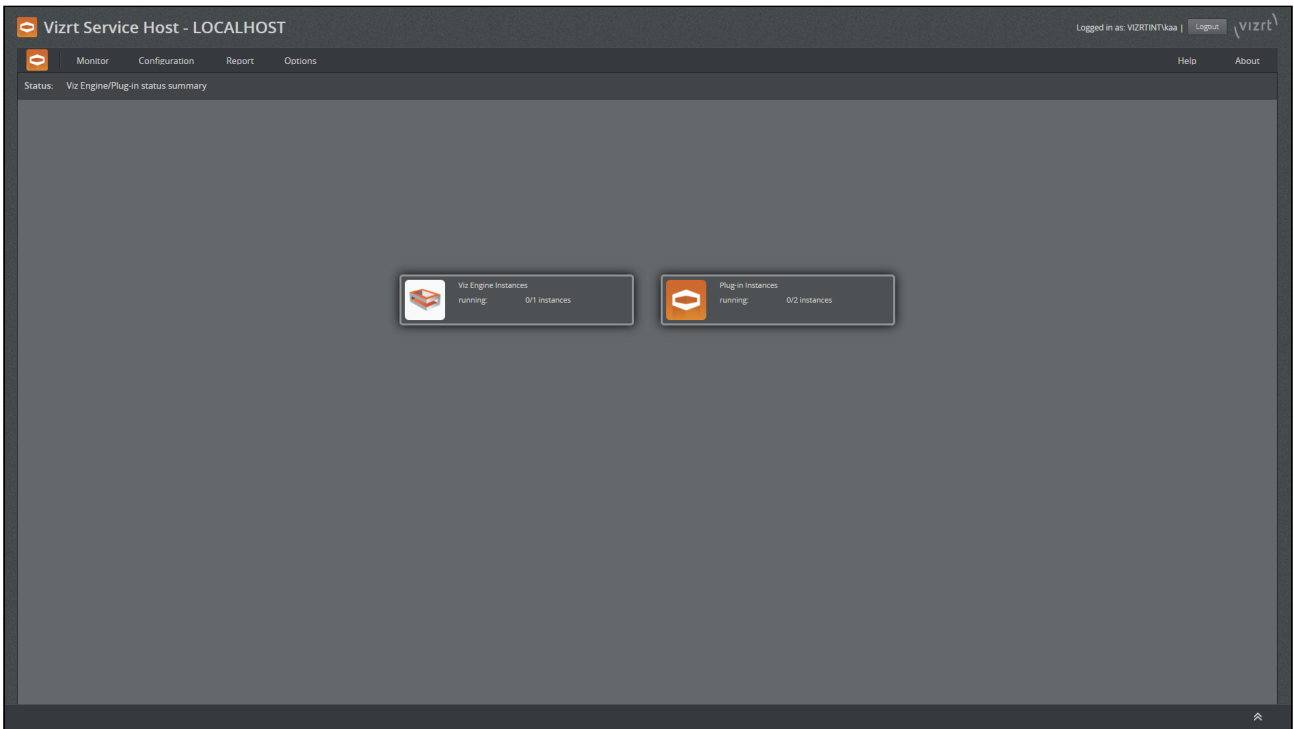 Vizrt Service Host - LOCALHOST
Logged in as: VIZRTINT\kaa | Logout vizrt
Monitor Configuration Report Options Help About
Status: Viz Engine/Plug-in status summary
Viz Engine Instances
running: 0/1 instances
Plug-in Instances
running: 0/2 instances